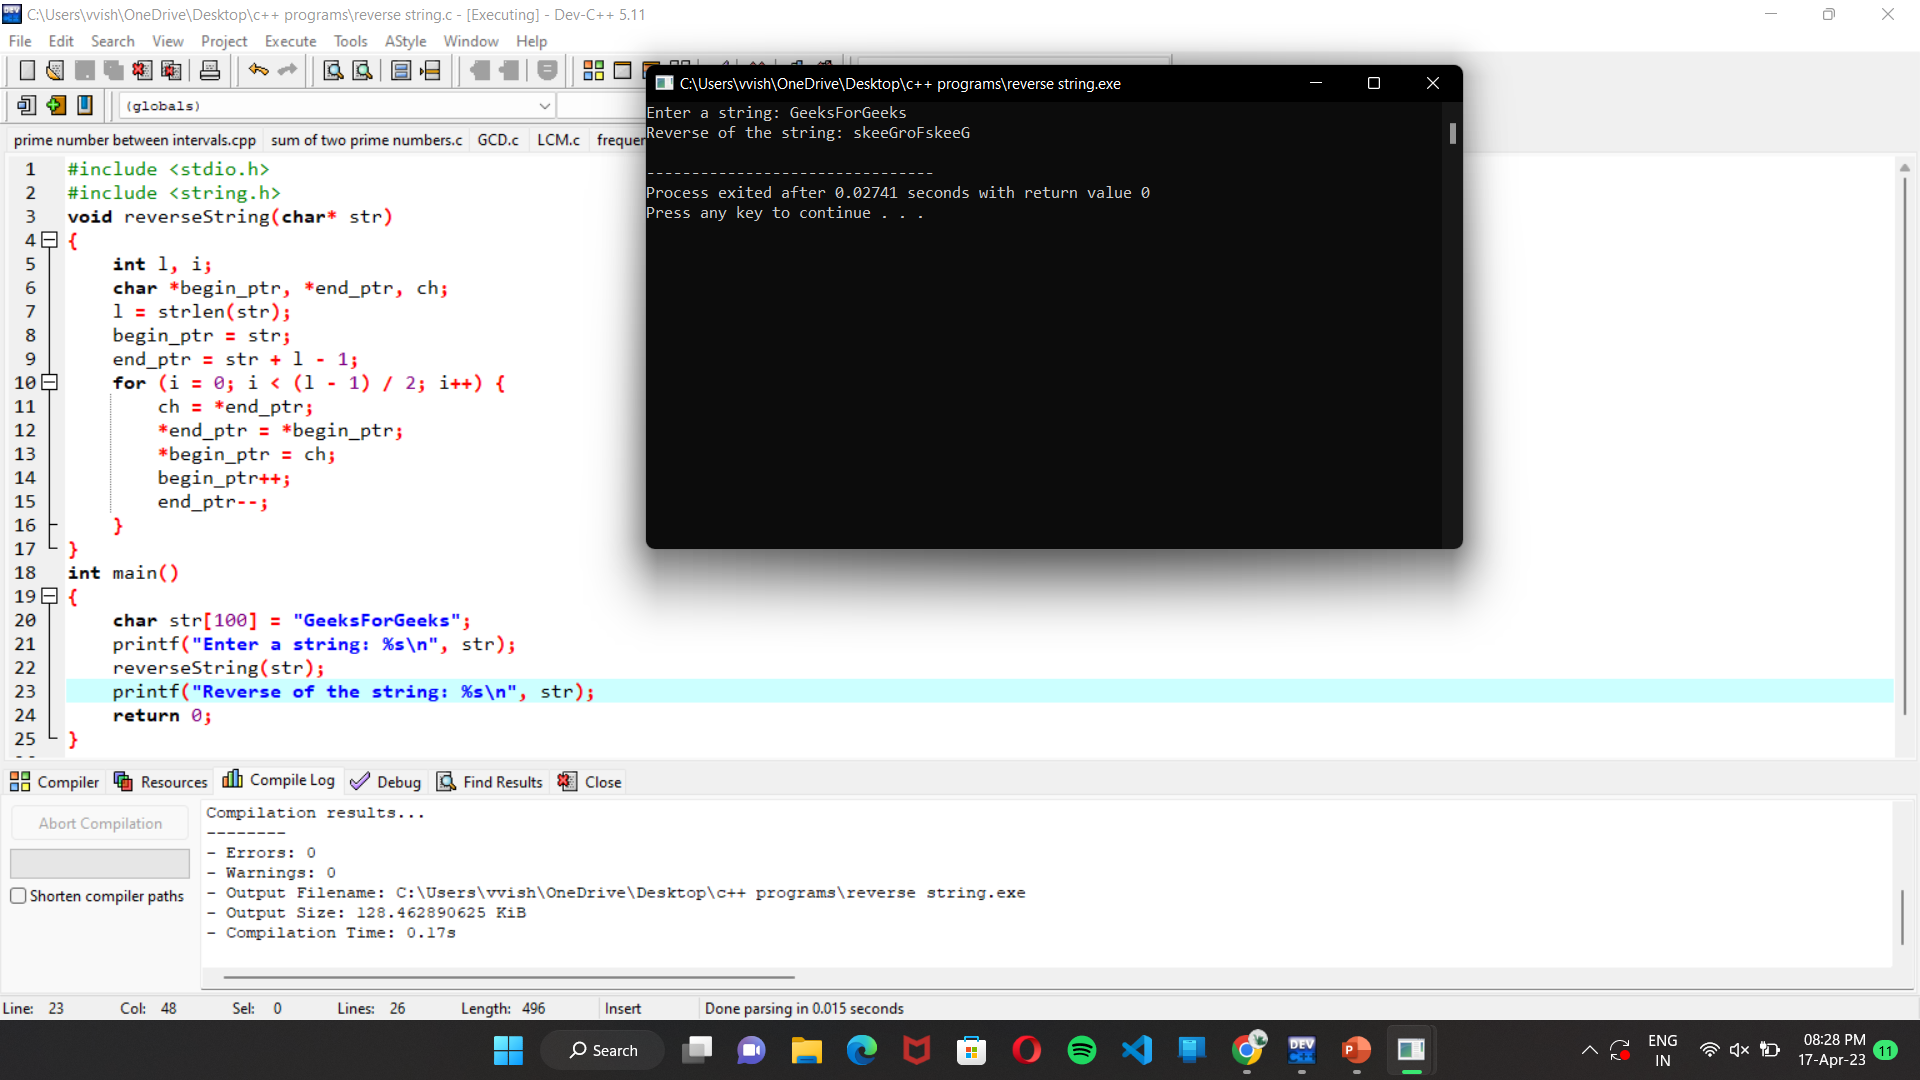 C:\Users\vvish\OneDrive\Desktop\c++ programs\reverse string.c - [Executing] - Dev-C++ 5.11
File Edit Search View Project Execute Tools AStyle Window Help
(globals)
prime number between intervals.cpp sum of two prime numbers.c GCD.c LCM.c
1 #include <stdio.h>
2 #include <string.h>
3 void reverseString(char* str)
4 {
5 int l, i;
6 char *begin_ptr, *end_ptr, ch;
7 l = strlen(str);
8 begin_ptr = str;
9 end_ptr = str + l - 1;
10 for (i = 0; i < (l - 1) / 2; i++) {
11 ch = *end_ptr;
12 *end_ptr = *begin_ptr;
13 *begin_ptr = ch;
14 begin_ptr++;
15 end_ptr--;
16 }
17 }
18 int main()
19 {
20 char str[100] = "GeeksForGeeks";
21 printf("Enter a string: %s\n", str);
22 reverseString(str);
23 printf("Reverse of the string: %s\n", str);
24 return 0;
25 }
C:\Users\vvish\OneDrive\Desktop\c++ programs\reverse string.exe
Enter a string: GeeksForGeeks
Reverse of the string: skeeGroFskeeG
--------------------------------
Process exited after 0.02741 seconds with return value 0
Press any key to continue . . .
Compiler Resources Compile Log Debug Find Results Close
Abort Compilation
Shorten compiler paths
Compilation results...
--------
- Errors: 0
- Warnings: 0
- Output Filename: C:\Users\vvish\OneDrive\Desktop\c++ programs\reverse string.exe
- Output Size: 128.462890625 KiB
- Compilation Time: 0.17s
Line: 23 Col: 48 Sel: 0 Lines: 26 Length: 496 Insert Done parsing in 0.015 seconds
Search
DEV
C++
P
ENG
IN
08:28 PM
17-Apr-23
11